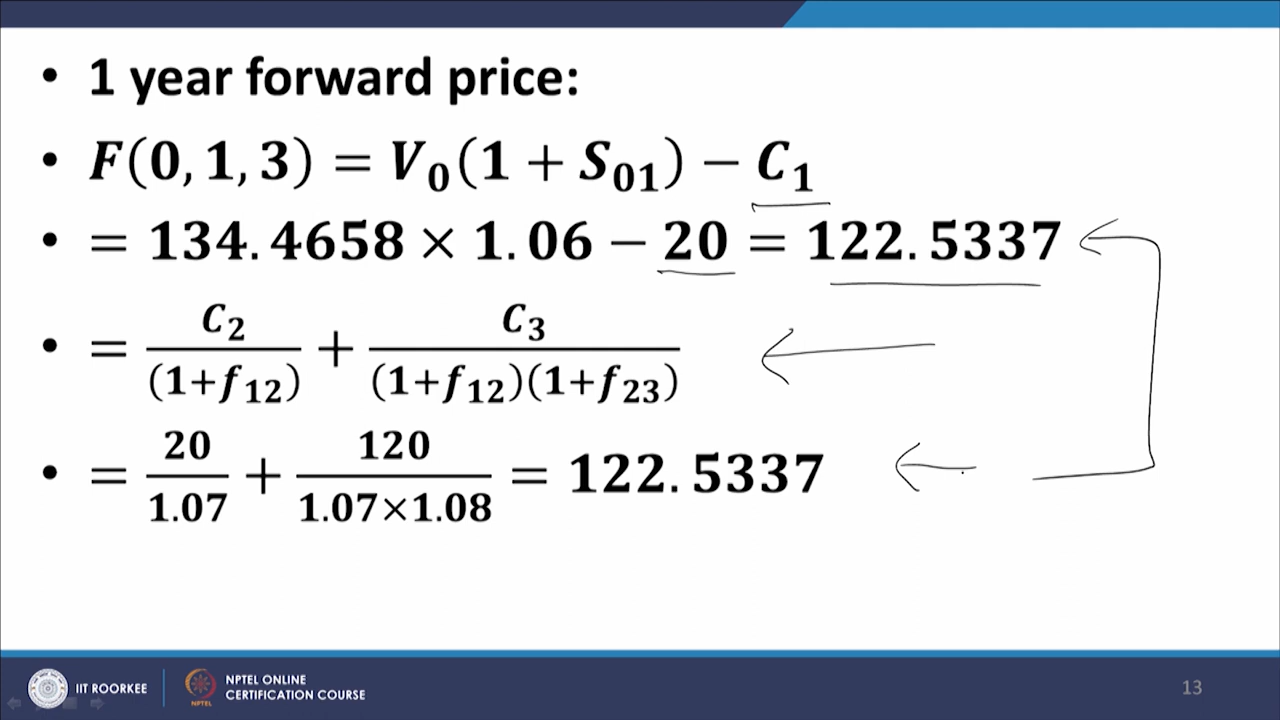 • 1 year forward price:
• F(0, 1, 3) = V₀(1 + S₀₁) − C₁
• = 134.4658 × 1.06 − 20 = 122.5337
• = C₂/(1+f₁₂) + C₃/((1+f₁₂)(1+f₂₃))
• = 20/1.07 + 120/(1.07×1.08) = 122.5337
IIT ROORKEE
NPTEL
NPTEL ONLINE
CERTIFICATION COURSE
13